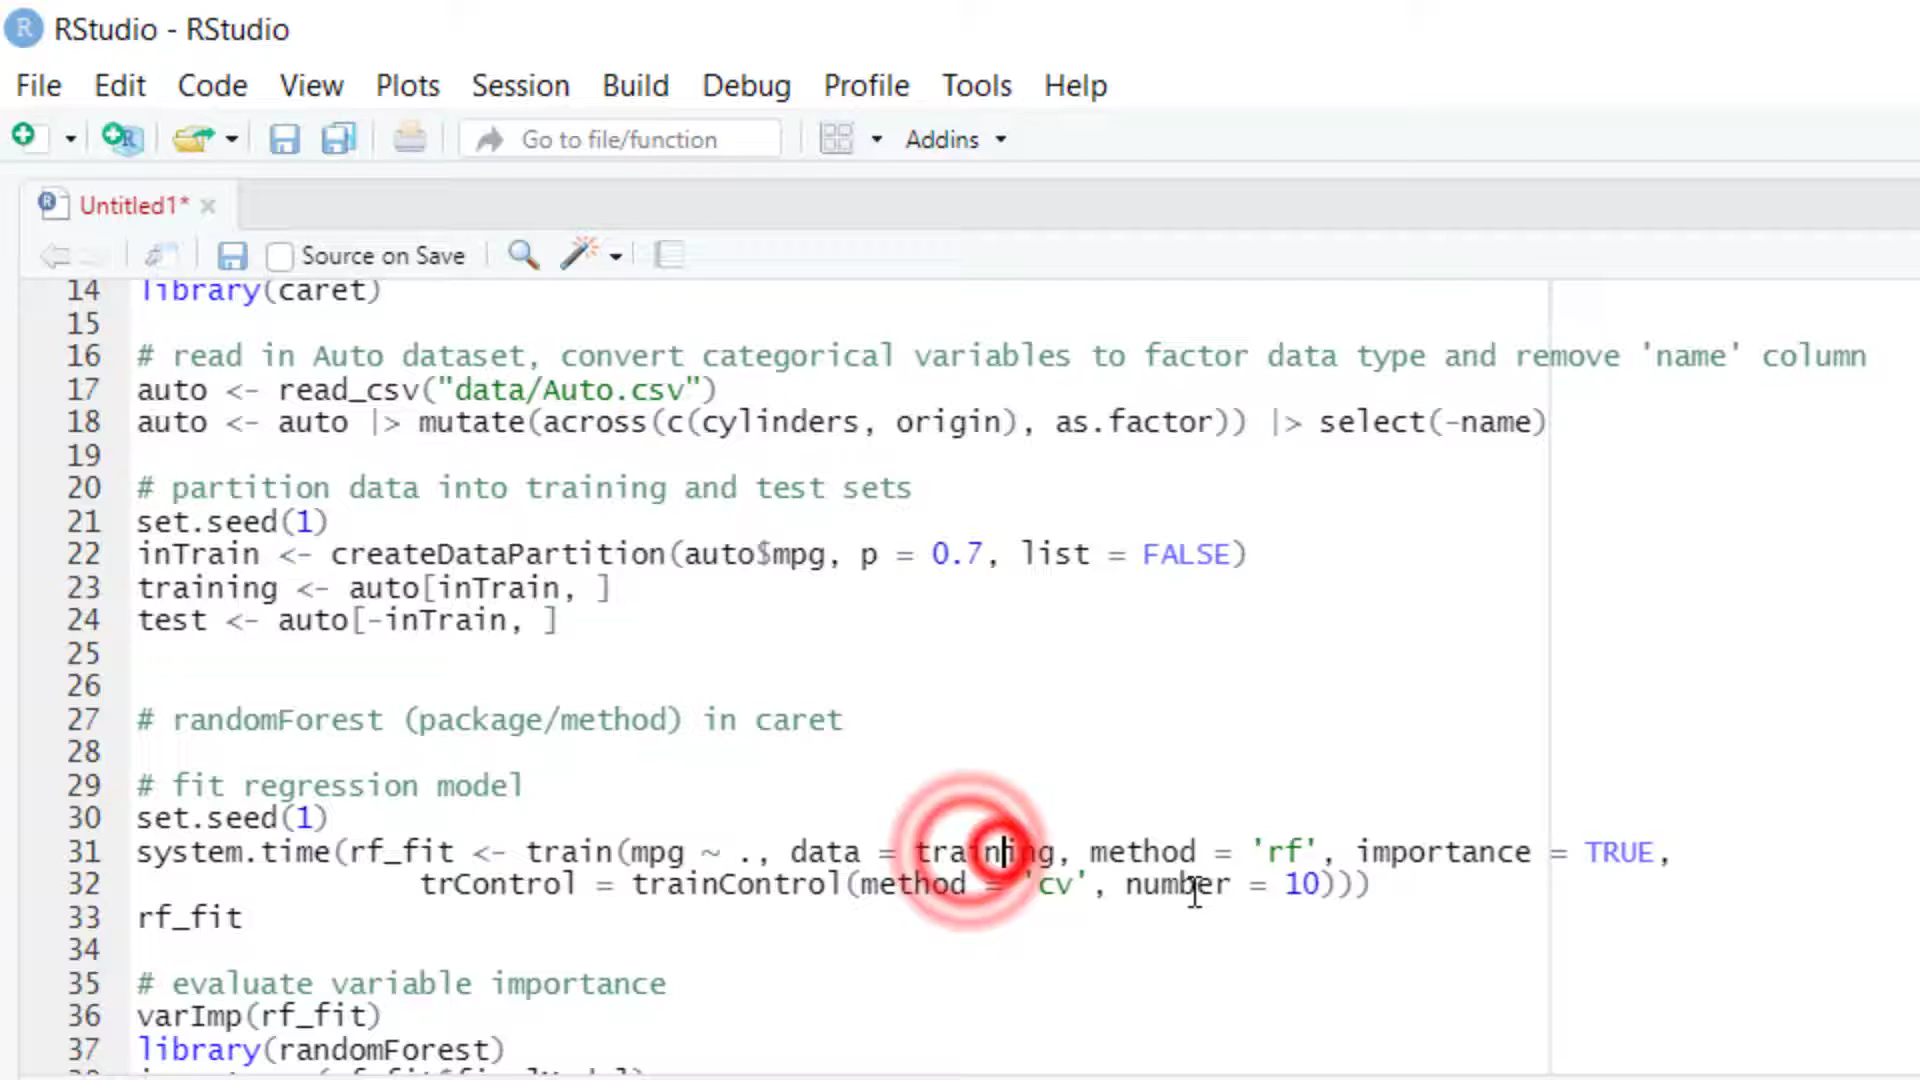 RStudio - RStudio
File Edit Code View Plots Session Build Debug Profile Tools Help
Go to file/function Addins
Untitled1*
Source on Save
14 library(caret)
15
16 # read in Auto dataset, convert categorical variables to factor data type and remove 'name' column
17 auto <- read_csv("data/Auto.csv")
18 auto <- auto |> mutate(across(c(cylinders, origin), as.factor)) |> select(-name)
19
20 # partition data into training and test sets
21 set.seed(1)
22 inTrain <- createDataPartition(auto$mpg, p = 0.7, list = FALSE)
23 training <- auto[inTrain, ]
24 test <- auto[-inTrain, ]
25
26
27 # randomForest (package/method) in caret
28
29 # fit regression model
30 set.seed(1)
31 system.time(rf_fit <- train(mpg ~ ., data = training, method = 'rf', importance = TRUE,
32 trControl = trainControl(method = 'cv', number = 10)))
33 rf_fit
34
35 # evaluate variable importance
36 varImp(rf_fit)
37 library(randomForest)